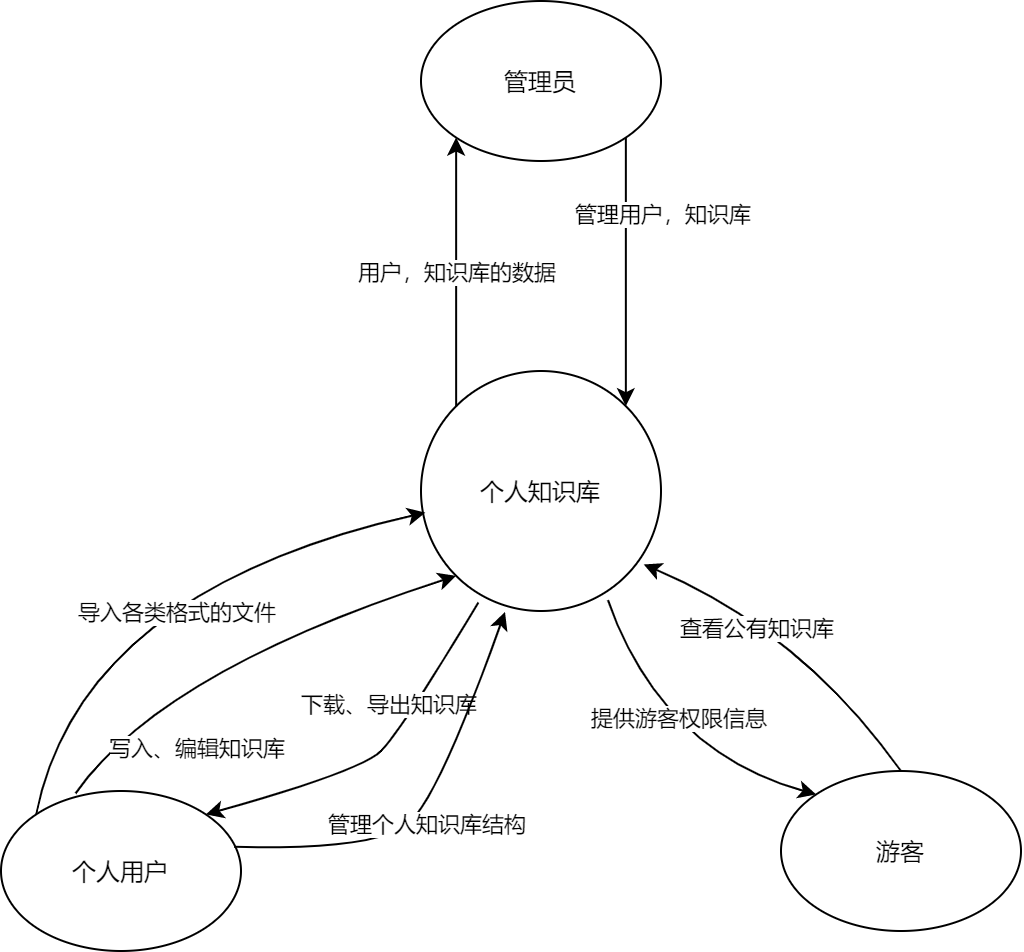 管理员
管理用户，知识库
用户，知识库的数据
个人知识库
导入各类格式的文件
查看公有知识库
下载、导出知识库
提供游客权限信息
写入、编辑知识库
管理个人知识库结构
游客
个人用户